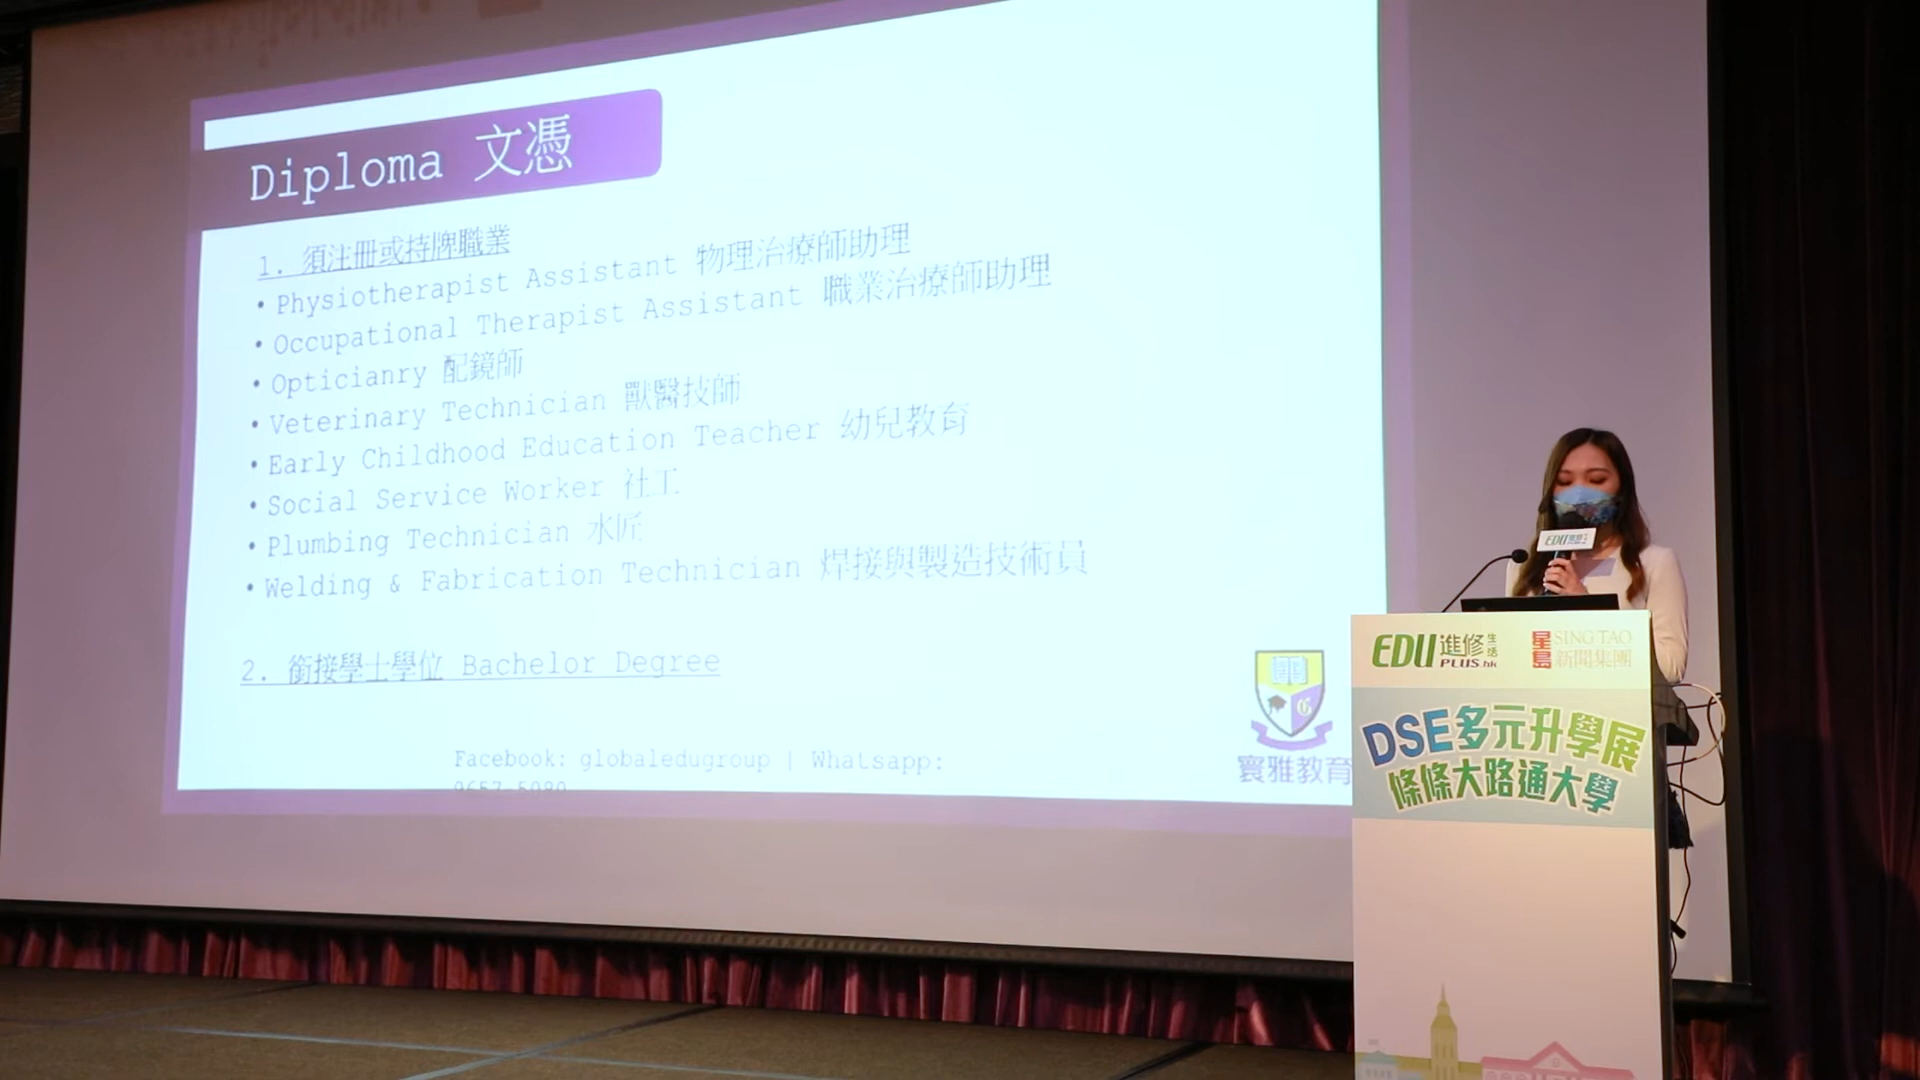 Diploma 文憑
1. 須注冊或持牌職業
• Physiotherapist Assistant 物理治療師助理
• Occupational Therapist Assistant 職業治療師助理
• Opticianry 配鏡師
• Veterinary Technician 獸醫技師
• Early Childhood Education Teacher 幼兒教育
• Social Service Worker 社工
• Plumbing Technician 水匠
• Welding & Fabrication Technician 焊接與製造技術員
2. 銜接學士學位 Bachelor Degree
Facebook: globaledugroup | Whatsapp:
9657-5080
G
寰雅教育
EDU進修生活
PLUS.hk
星島
SING TAO
新聞集團
DSE多元升學展
條條大路通大學